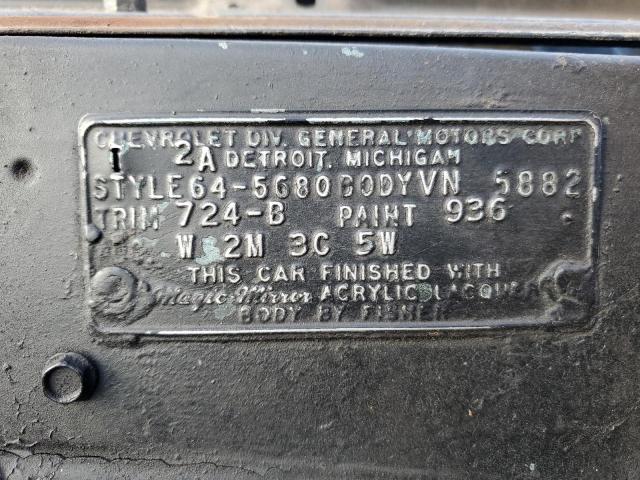 CHEVROLET DIV. GENERAL MOTORS CORP
2A DETROIT, MICHIGAN
STYLE 64-5680 BODY VN 5882
TRIM 724-B PAINT 936
W 2M 3C 5W
THIS CAR FINISHED WITH
Magic-Mirror ACRYLIC LACQUER
BODY BY FISHER